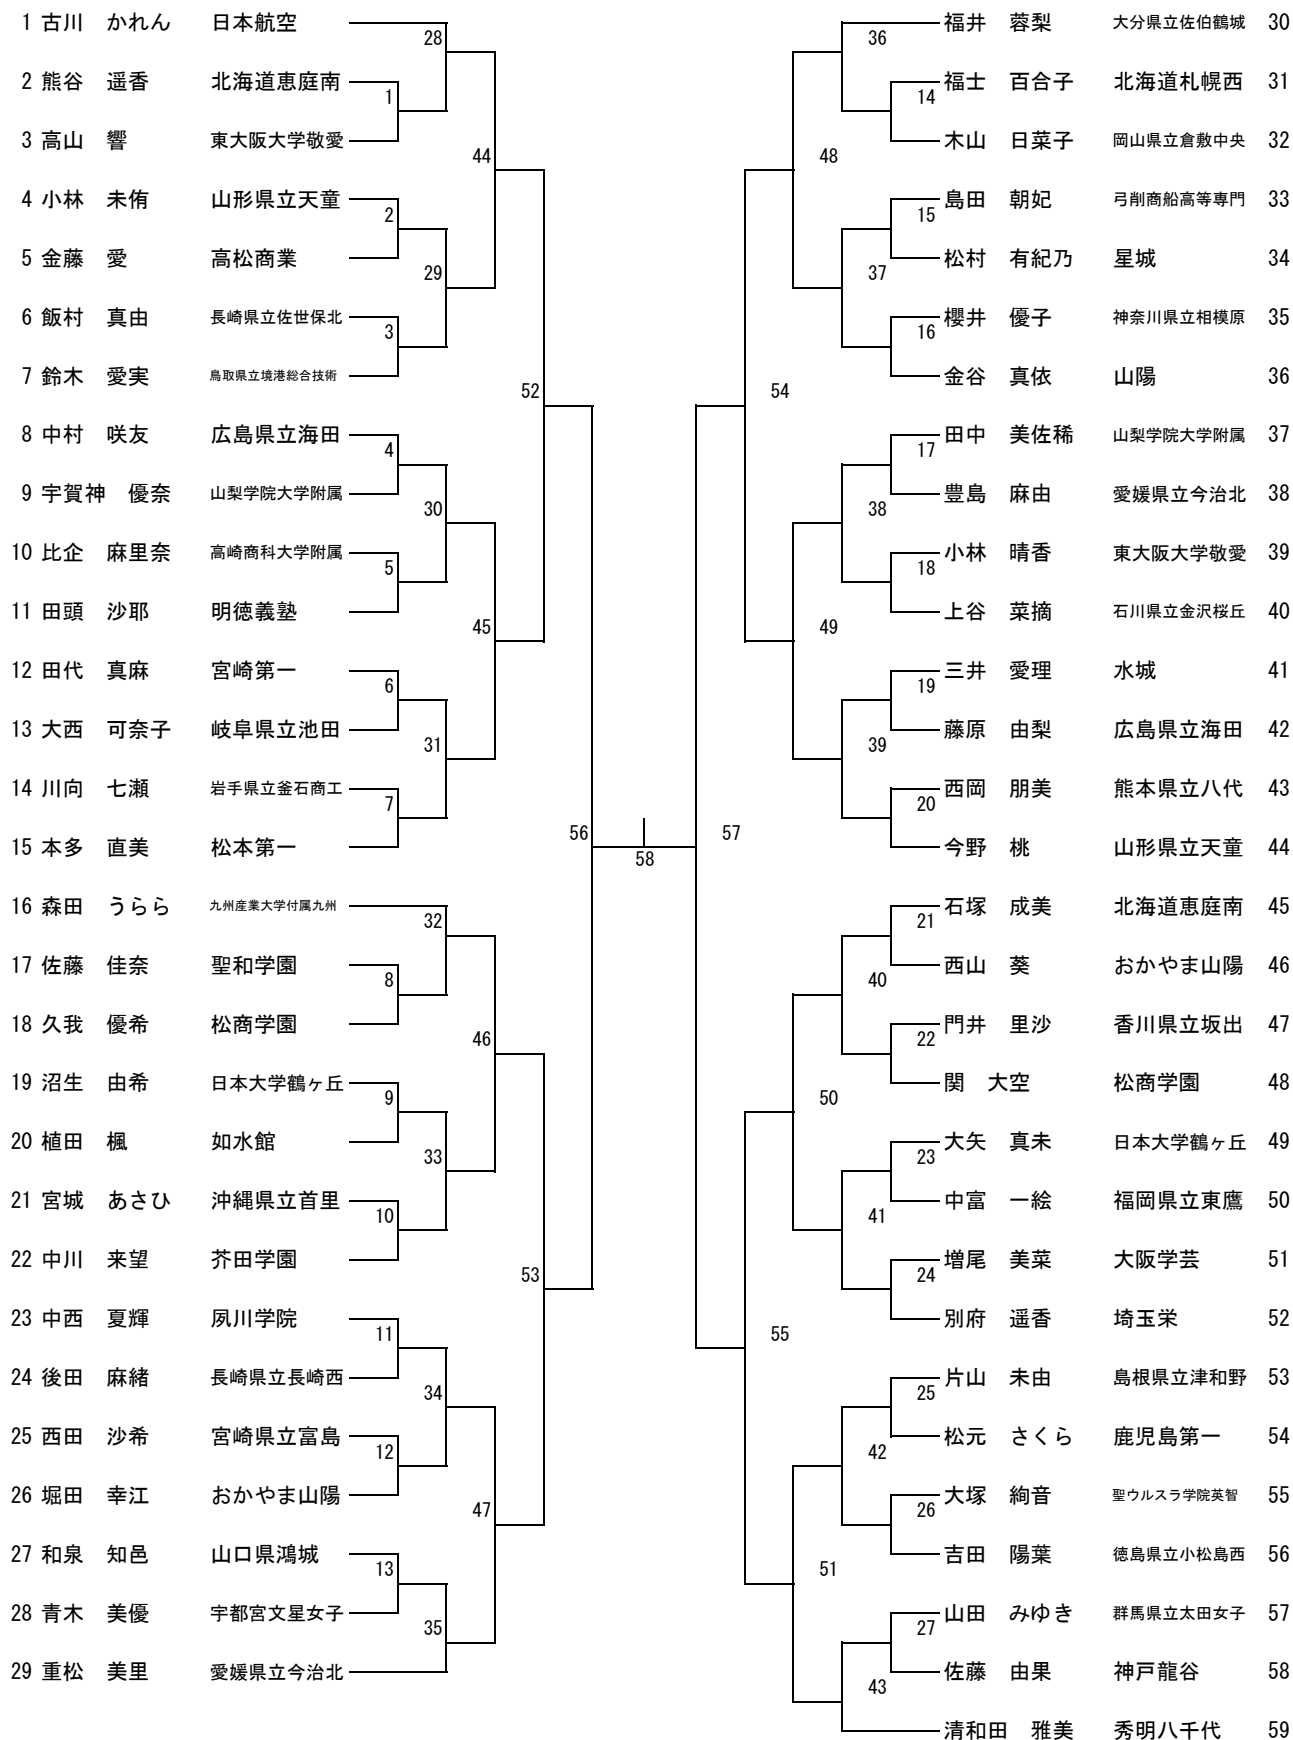 1 古川 かれん 日本航空
2 熊谷 遥香 北海道恵庭南
3 高山 響 東大阪大学敬愛
4 小林 未侑 山形県立天童
5 金藤 愛 高松商業
6 飯村 真由 長崎県立佐世保北
7 鈴木 愛実 鳥取県立境港総合技術
8 中村 咲友 広島県立海田
9 宇賀神 優奈 山梨学院大学附属
10 比企 麻里奈 高崎商科大学附属
11 田頭 沙耶 明徳義塾
12 田代 真麻 宮崎第一
13 大西 可奈子 岐阜県立池田
14 川向 七瀬 岩手県立釜石商工
15 本多 直美 松本第一
16 森田 うらら 九州産業大学付属九州
17 佐藤 佳奈 聖和学園
18 久我 優希 松商学園
19 沼生 由希 日本大学鶴ヶ丘
20 植田 楓 如水館
21 宮城 あさひ 沖縄県立首里
22 中川 来望 芥田学園
23 中西 夏輝 夙川学院
24 後田 麻緒 長崎県立長崎西
25 西田 沙希 宮崎県立富島
26 堀田 幸江 おかやま山陽
27 和泉 知邑 山口県鴻城
28 青木 美優 宇都宮文星女子
29 重松 美里 愛媛県立今治北
1
2
3
4
5
6
7
8
9
10
11
12
13
28
29
30
31
32
33
34
35
44
45
46
47
52
53
56
58
57
54
55
48
49
50
51
36
37
38
39
40
41
42
43
14
15
16
17
18
19
20
21
22
23
24
25
26
27
福井 蓉梨 大分県立佐伯鶴城 30
福士 百合子 北海道札幌西 31
木山 日菜子 岡山県立倉敷中央 32
島田 朝妃 弓削商船高等専門 33
松村 有紀乃 星城 34
櫻井 優子 神奈川県立相模原 35
金谷 真依 山陽 36
田中 美佐稀 山梨学院大学附属 37
豊島 麻由 愛媛県立今治北 38
小林 晴香 東大阪大学敬愛 39
上谷 菜摘 石川県立金沢桜丘 40
三井 愛理 水城 41
藤原 由梨 広島県立海田 42
西岡 朋美 熊本県立八代 43
今野 桃 山形県立天童 44
石塚 成美 北海道恵庭南 45
西山 葵 おかやま山陽 46
門井 里沙 香川県立坂出 47
関 大空 松商学園 48
大矢 真未 日本大学鶴ヶ丘 49
中富 一絵 福岡県立東鷹 50
増尾 美菜 大阪学芸 51
別府 遥香 埼玉栄 52
片山 未由 島根県立津和野 53
松元 さくら 鹿児島第一 54
大塚 絢音 聖ウルスラ学院英智 55
吉田 陽葉 徳島県立小松島西 56
山田 みゆき 群馬県立太田女子 57
佐藤 由果 神戸龍谷 58
清和田 雅美 秀明八千代 59